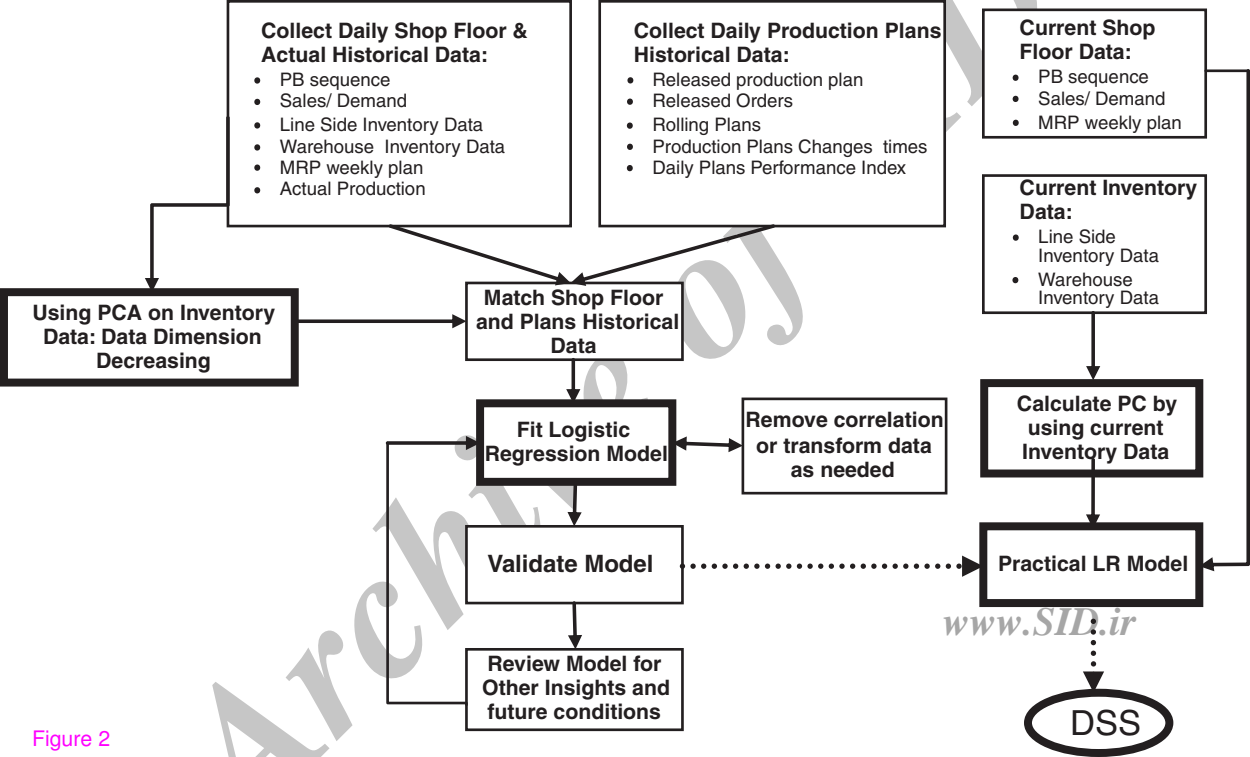 Collect Daily Shop Floor &
Actual Historical Data:
• PB sequence
• Sales/ Demand
• Line Side Inventory Data
• Warehouse Inventory Data
• MRP weekly plan
• Actual Production
Collect Daily Production Plans
Historical Data:
• Released production plan
• Released Orders
• Rolling Plans
• Production Plans Changes times
• Daily Plans Performance Index
Current Shop
Floor Data:
• PB sequence
• Sales/ Demand
• MRP weekly plan
Current Inventory
Data:
• Line Side
Inventory Data
• Warehouse
Inventory Data
Using PCA on Inventory
Data: Data Dimension
Decreasing
Match Shop Floor
and Plans Historical
Data
Fit Logistic
Regression Model
Remove correlation
or transform data
as needed
Calculate PC by
using current
Inventory Data
Validate Model
Practical LR Model
Review Model for
Other Insights and
future conditions
DSS
www.SID.ir
Archive of
Figure 2